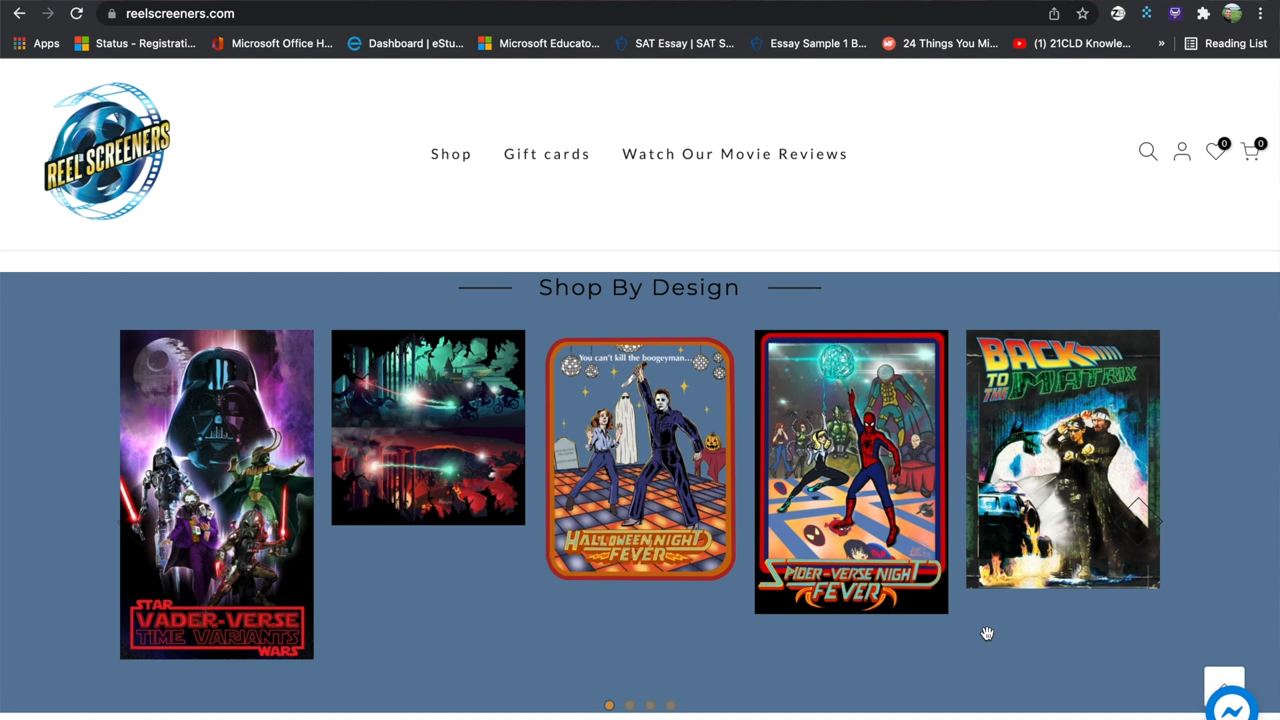 reelscreeners.com
Apps
Status - Registrati...
Microsoft Office H...
Dashboard | eStu...
Microsoft Educato...
SAT Essay | SAT S...
Essay Sample 1 B...
24 Things You Mi...
(1) 21CLD Knowle...
»
Reading List
REEL SCREENERS
Shop
Gift cards
Watch Our Movie Reviews
0
0
Shop By Design
STAR
VADER-VERSE
TIME VARIANTS
WARS
You can't kill the boogeyman...
HALLOWEEN NIGHT
FEVER
SPIDER-VERSE NIGHT
FEVER
BACK
TO THE MATRIX